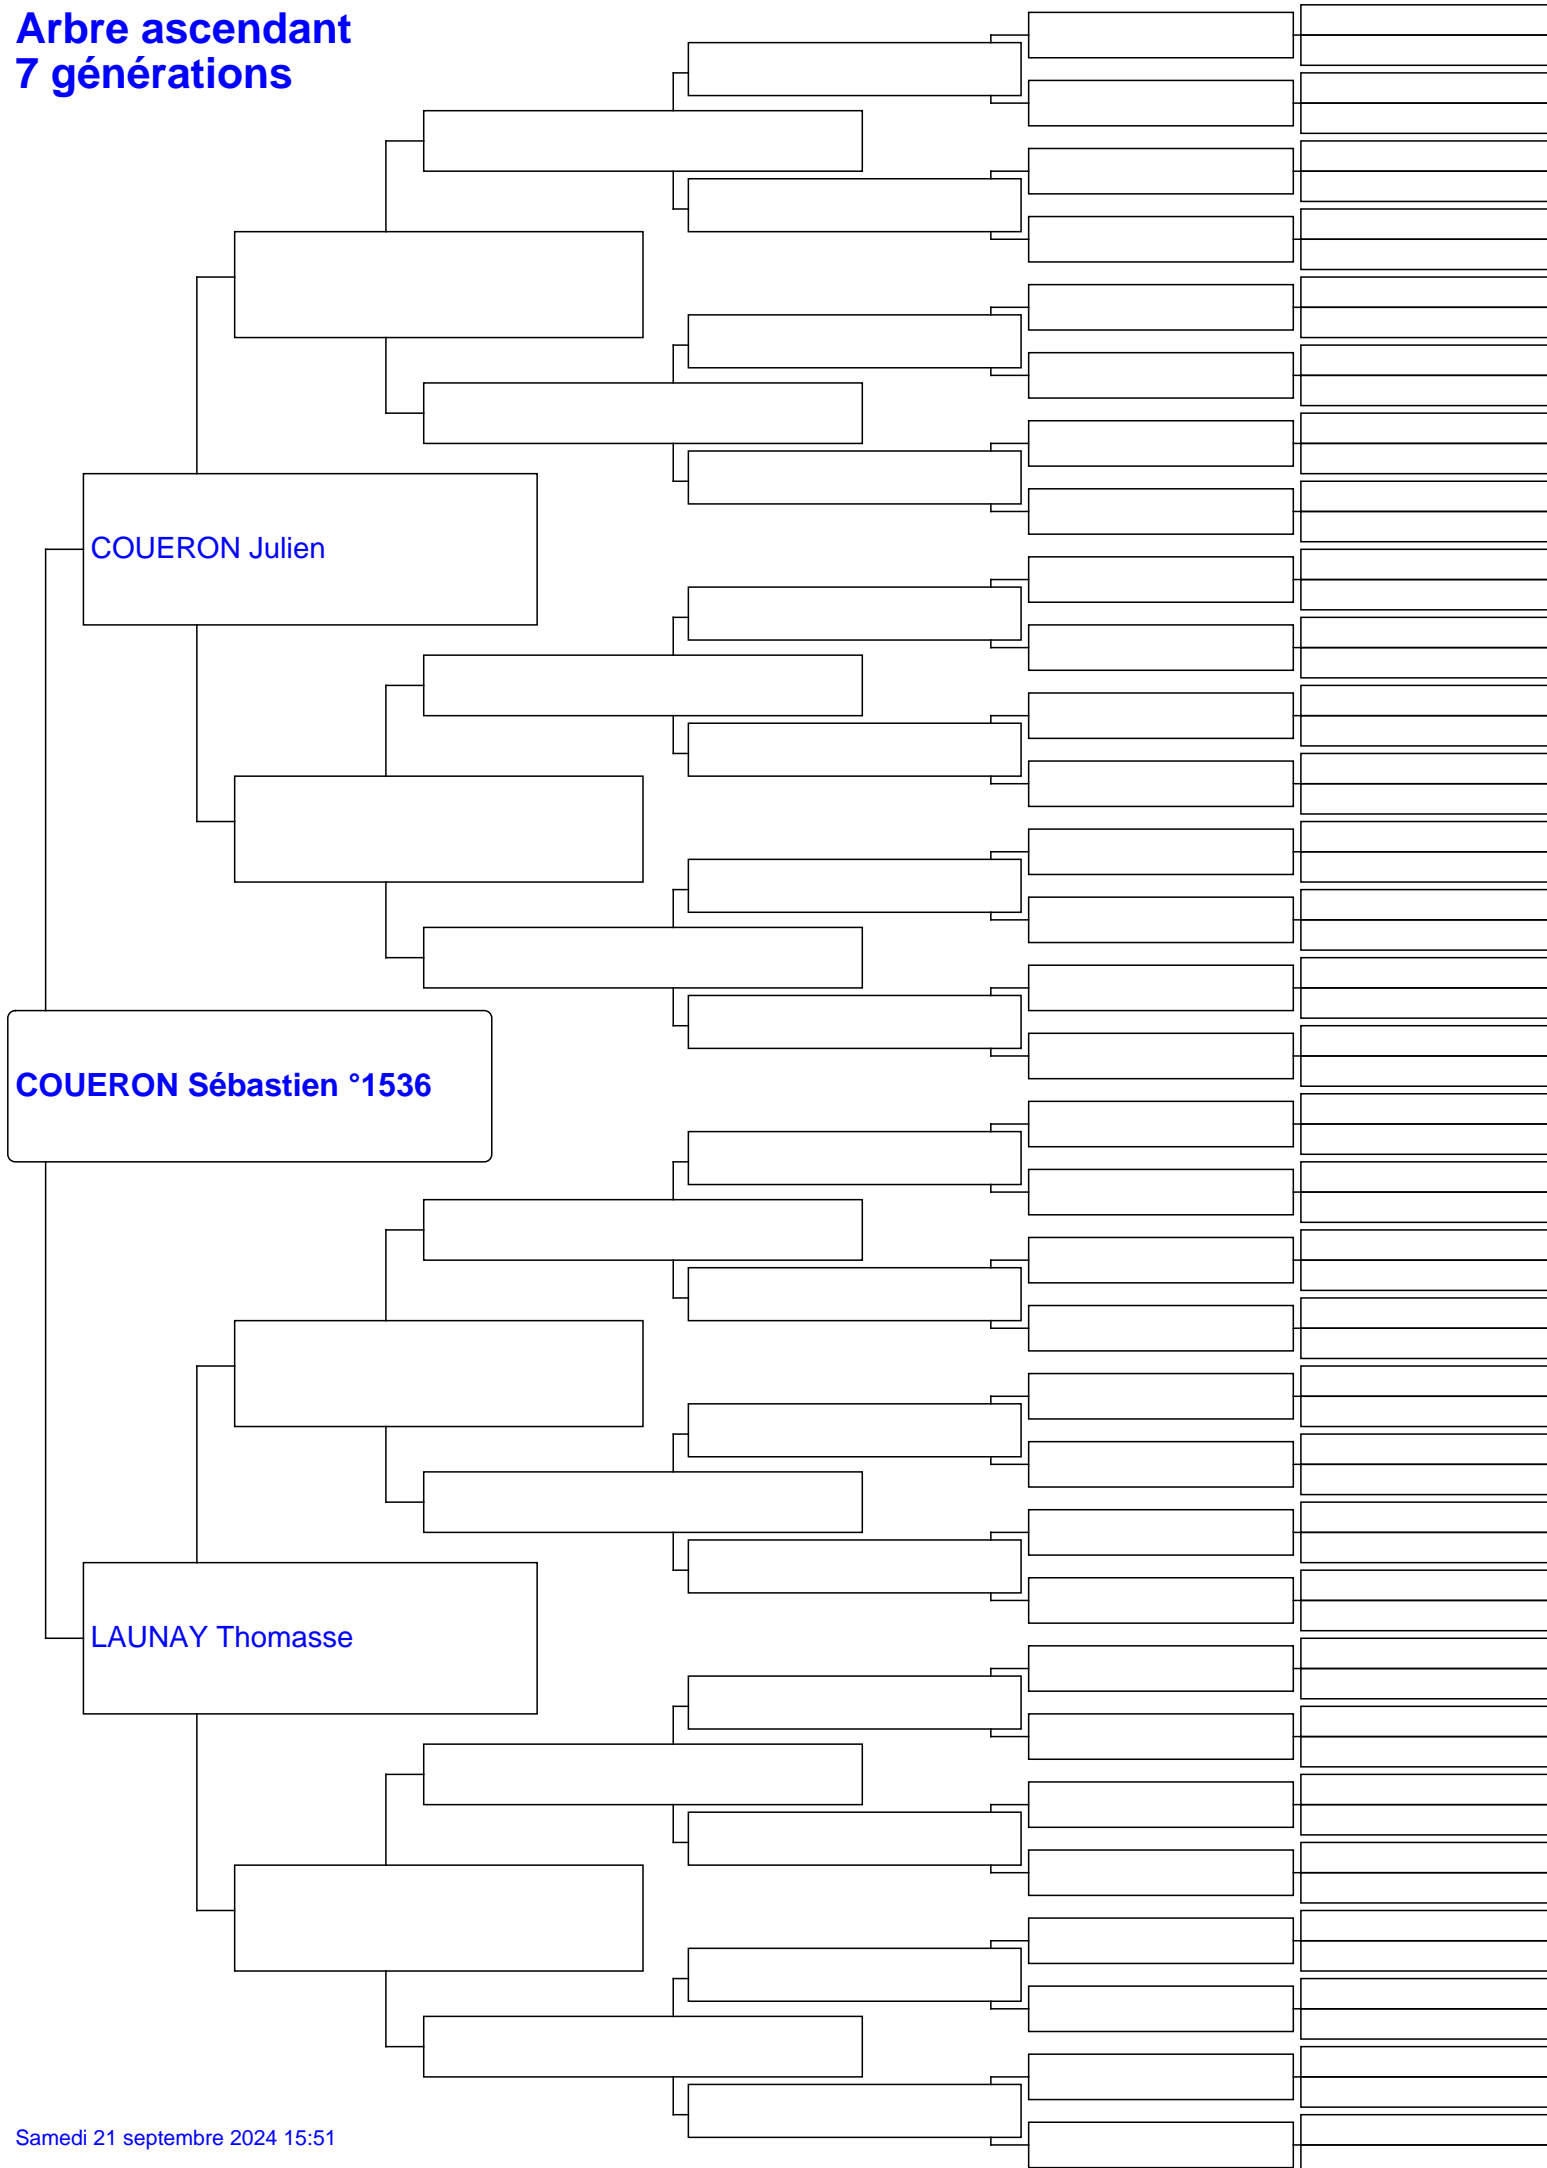 Arbre ascendant
7 générations
COUERON Julien
COUERON Sébastien °1536
LAUNAY Thomasse
Samedi 21 septembre 2024 15:51